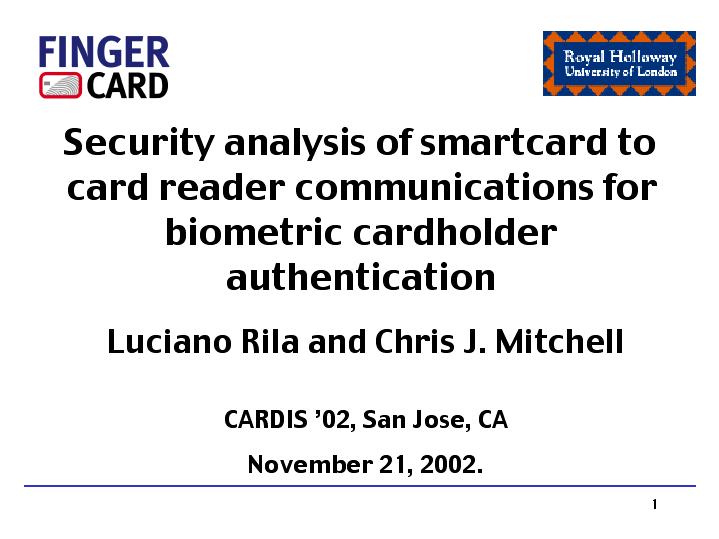 FINGER
CARD
Royal Holloway
University of London
Security analysis of smartcard to
card reader communications for
biometric cardholder
authentication
Luciano Rila and Chris J. Mitchell
CARDIS ’02, San Jose, CA
November 21, 2002.
1